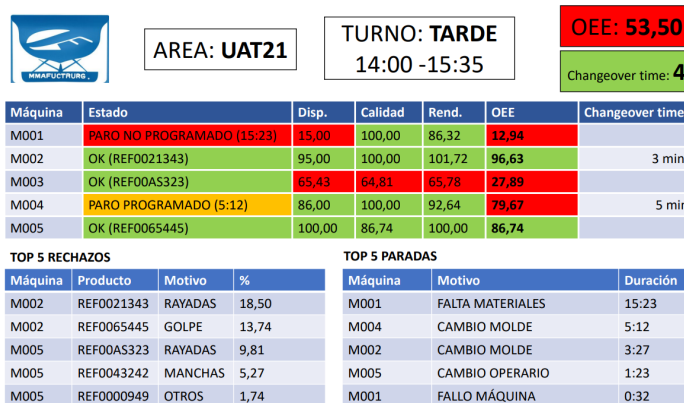 MMAFUCTRURG.
AREA: UAT21
TURNO: TARDE
14:00 -15:35
OEE: 53,50
Changeover time: 4
Máquina Estado Disp. Calidad Rend. OEE Changeover time
M001 PARO NO PROGRAMADO (15:23) 15,00 100,00 86,32 12,94
M002 OK (REF0021343) 95,00 100,00 101,72 96,63 3 min
M003 OK (REF00AS323) 65,43 64,81 65,78 27,89
M004 PARO PROGRAMADO (5:12) 86,00 100,00 92,64 79,67 5 min
M005 OK (REF0065445) 100,00 86,74 100,00 86,74
TOP 5 RECHAZOS
Máquina Producto Motivo %
M002 REF0021343 RAYADAS 18,50
M002 REF0065445 GOLPE 13,74
M005 REF00AS323 RAYADAS 9,81
M005 REF0043242 MANCHAS 5,27
M005 REF0000949 OTROS 1,74
TOP 5 PARADAS
Máquina Motivo Duración
M001 FALTA MATERIALES 15:23
M004 CAMBIO MOLDE 5:12
M002 CAMBIO MOLDE 3:27
M005 CAMBIO OPERARIO 1:23
M001 FALLO MÁQUINA 0:32